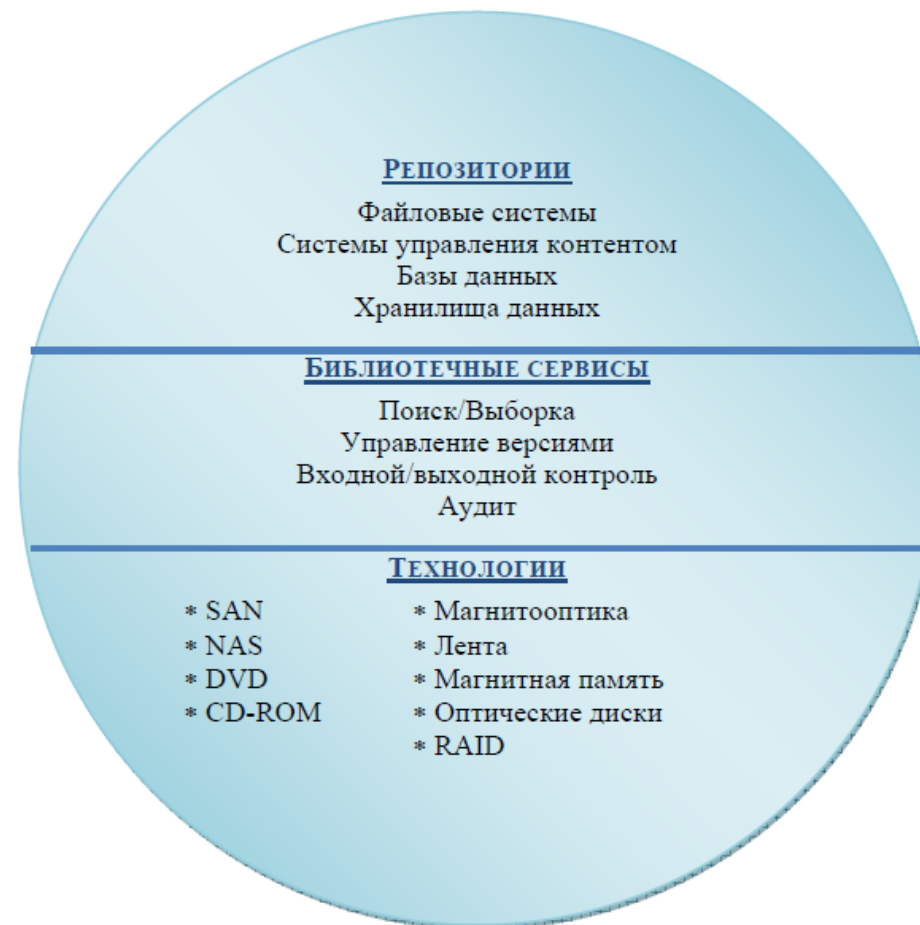 РЕПОЗИТОРИИ
Файловые системы
Системы управления контентом
Базы данных
Хранилища данных
БИБЛИОТЕЧНЫЕ СЕРВИСЫ
Поиск/Выборка
Управление версиями
Входной/выходной контроль
Аудит
ТЕХНОЛОГИИ
* SAN
* NAS
* DVD
* CD-ROM
* Магнитооптика
* Лента
* Магнитная память
* Оптические диски
* RAID